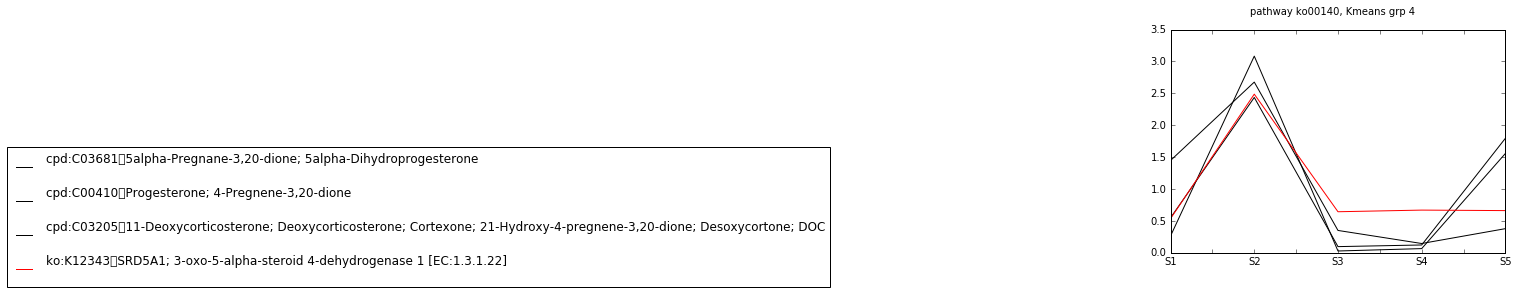 pathway ko00140, Kmeans grp 4
3.5
3.0
2.5
2.0
1.5
1.0
0.5
0.0
S1 S2 S3 S4 S5
cpd:C03681▯5alpha-Pregnane-3,20-dione; 5alpha-Dihydroprogesterone
cpd:C00410▯Progesterone; 4-Pregnene-3,20-dione
cpd:C03205▯11-Deoxycorticosterone; Deoxycorticosterone; Cortexone; 21-Hydroxy-4-pregnene-3,20-dione; Desoxycortone; DOC
ko:K12343▯SRD5A1; 3-oxo-5-alpha-steroid 4-dehydrogenase 1 [EC:1.3.1.22]